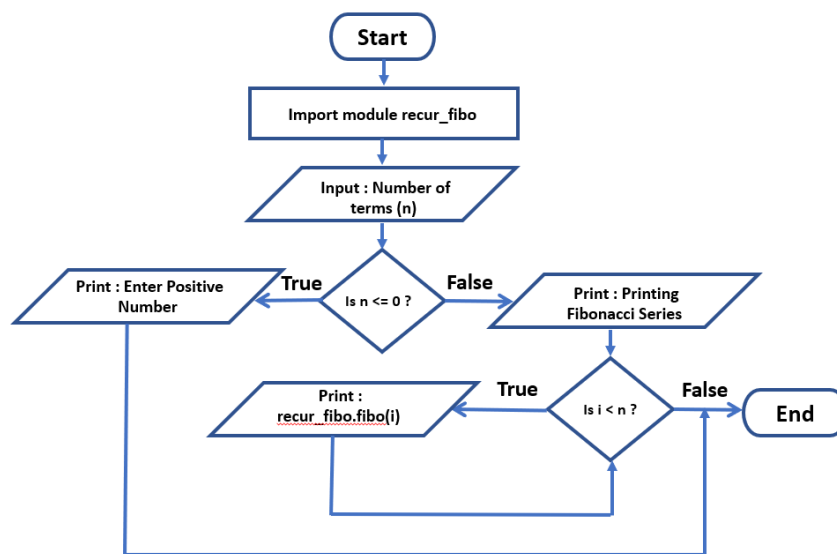 Start
Import module recur_fibo
Input : Number of
terms (n)
Is n <= 0 ?
True
False
Print : Enter Positive
Number
Print : Printing
Fibonacci Series
Is i < n ?
True
False
Print :
recur_fibo.fibo(i)
End